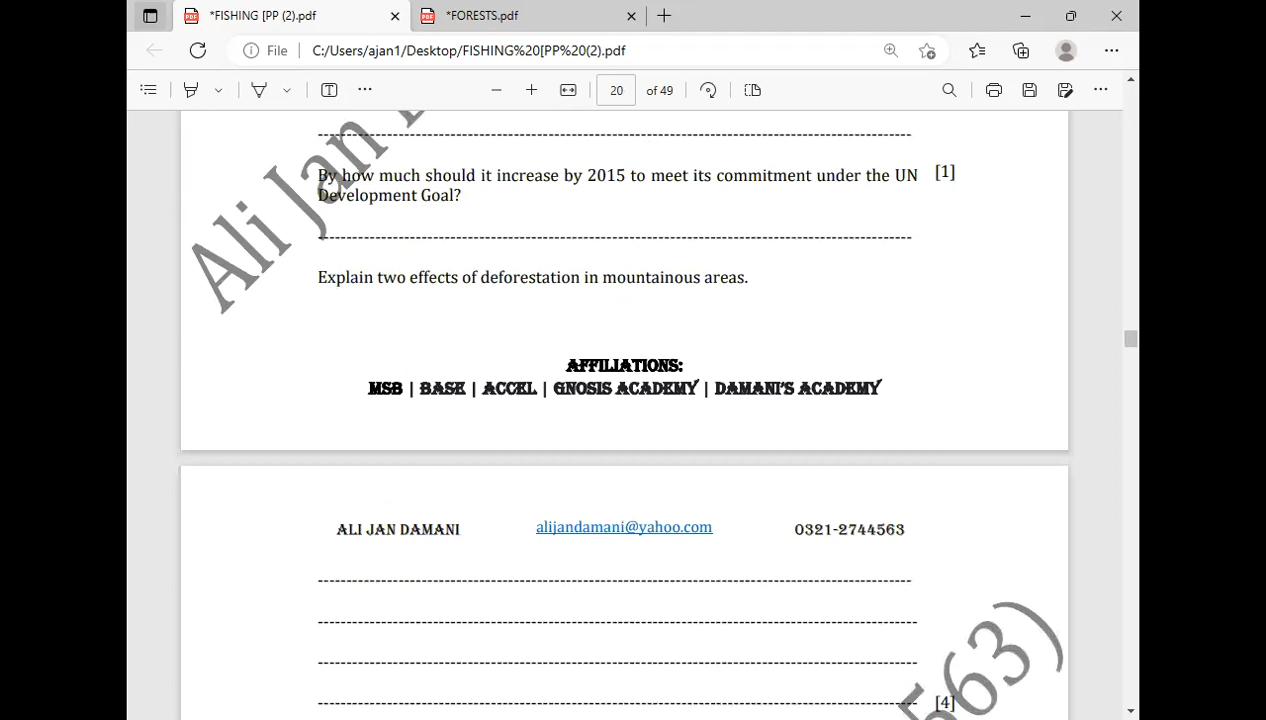 *FISHING [PP (2).pdf
*FORESTS.pdf
File
C:/Users/ajan1/Desktop/FISHING%20[PP%20(2).pdf
20 of 49
Ali Jan
By how much should it increase by 2015 to meet its commitment under the UN [1]
Development Goal?
Explain two effects of deforestation in mountainous areas.
AFFILIATIONS:
MSB | BASE | ACCEL | GNOSIS ACADEMY | DAMANI'S ACADEMY
ALI JAN DAMANI alijandamani@yahoo.com 0321-2744563
563)
[4]